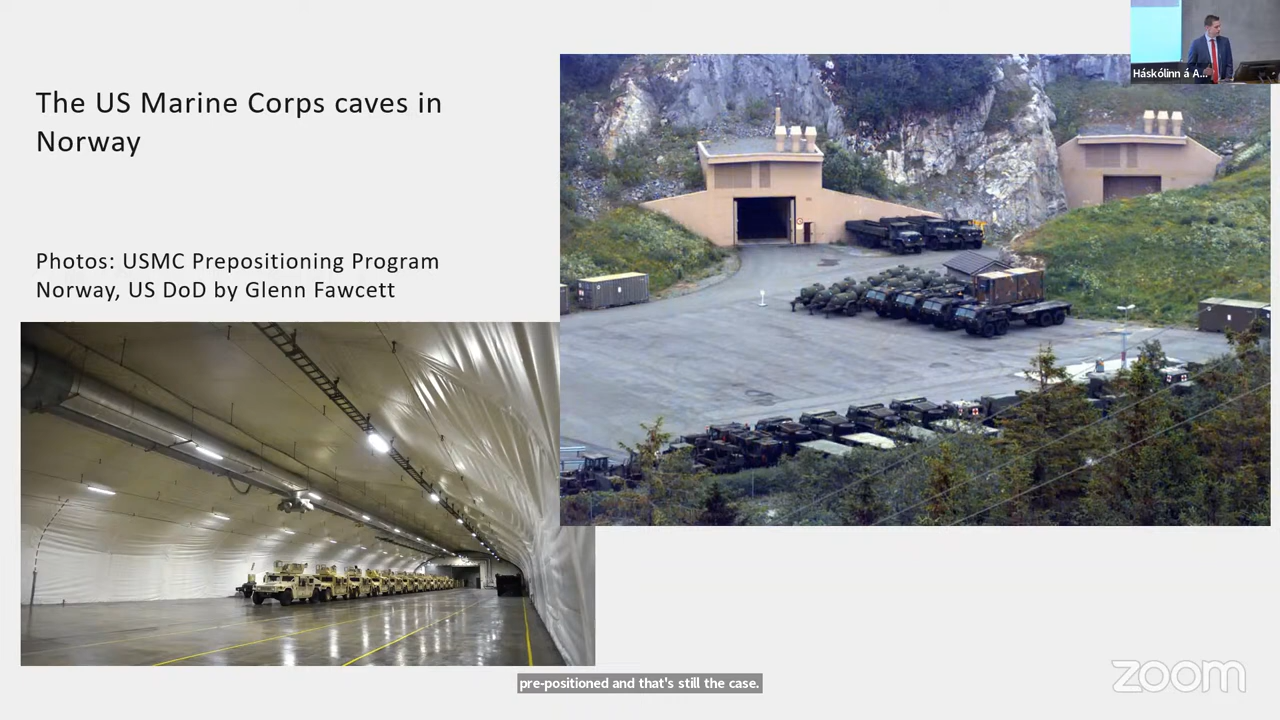 The US Marine Corps caves in
Norway
Photos: USMC Prepositioning Program
Norway, US DoD by Glenn Fawcett
Háskólinn á A...
pre-positioned and that's still the case.
zoom